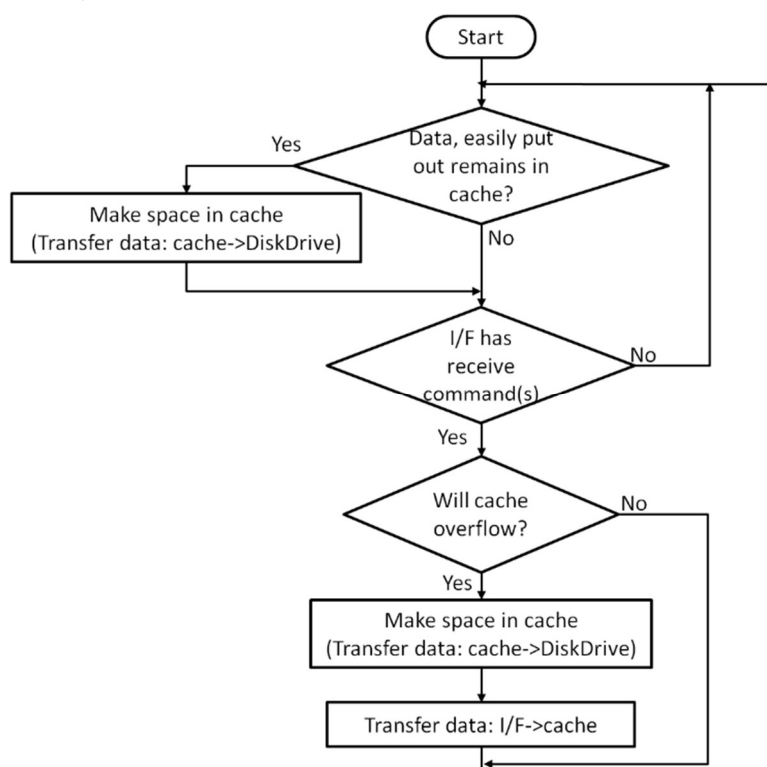 Start
Data, easily put
out remains in
cache?
Yes
Make space in cache
(Transfer data: cache->DiskDrive)
No
I/F has
receive
command(s)
No
Yes
Will cache
overflow?
No
Yes
Make space in cache
(Transfer data: cache->DiskDrive)
Transfer data: I/F->cache